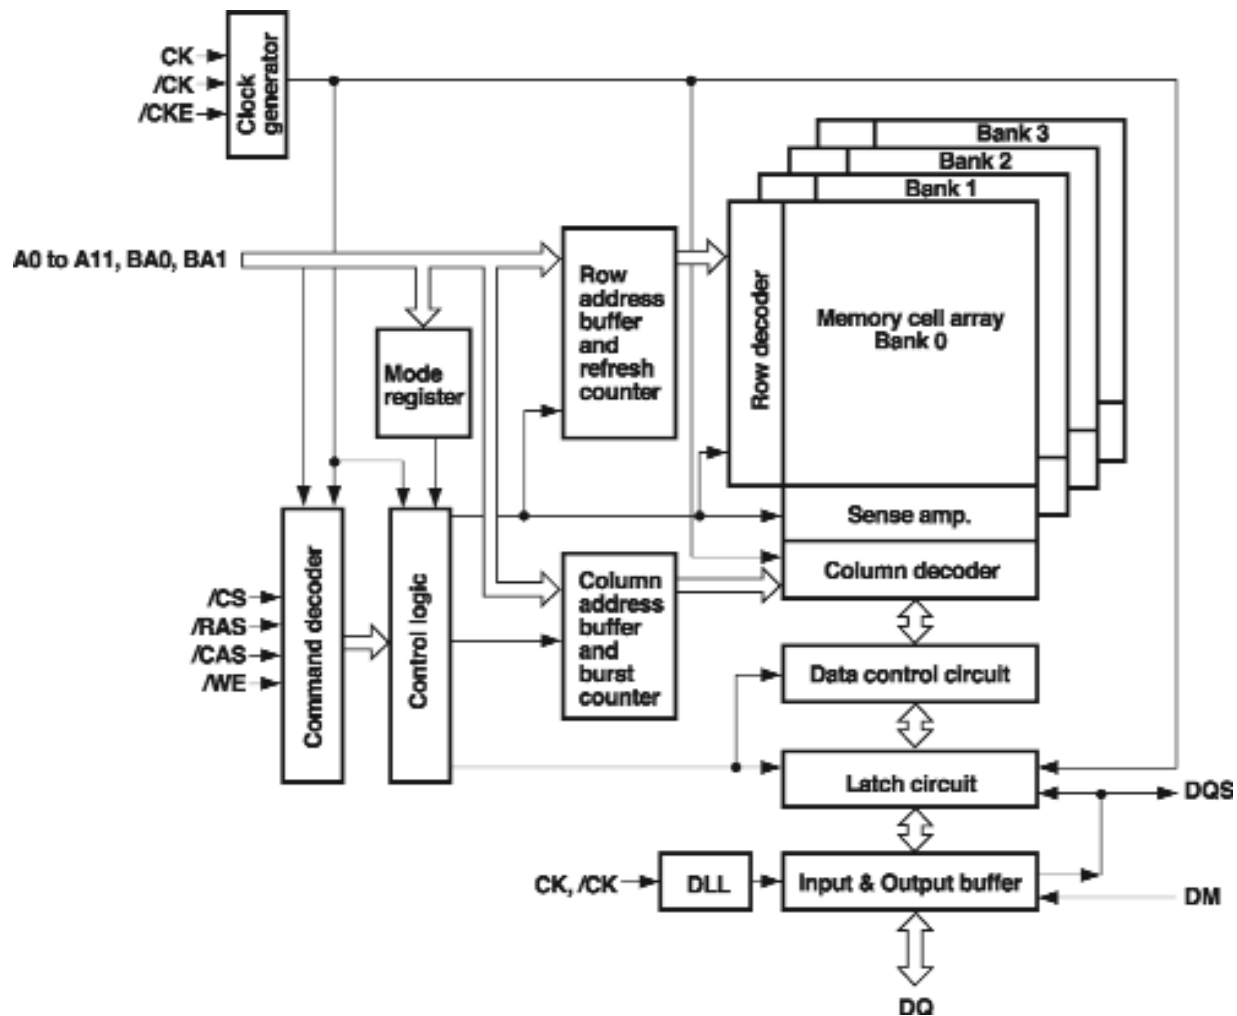 CK
/CK
/CKE
Clock
generator
Bank 3
Bank 2
Bank 1
A0 to A11, BA0, BA1
Row
address
buffer
and
refresh
counter
Row decoder
Memory cell array
Bank 0
Mode
register
Sense amp.
Column decoder
Command decoder
Control logic
Column
address
buffer
and
burst
counter
/CS
/RAS
/CAS
/WE
Data control circuit
Latch circuit
DQS
CK, /CK
DLL
Input & Output buffer
DM
DQ